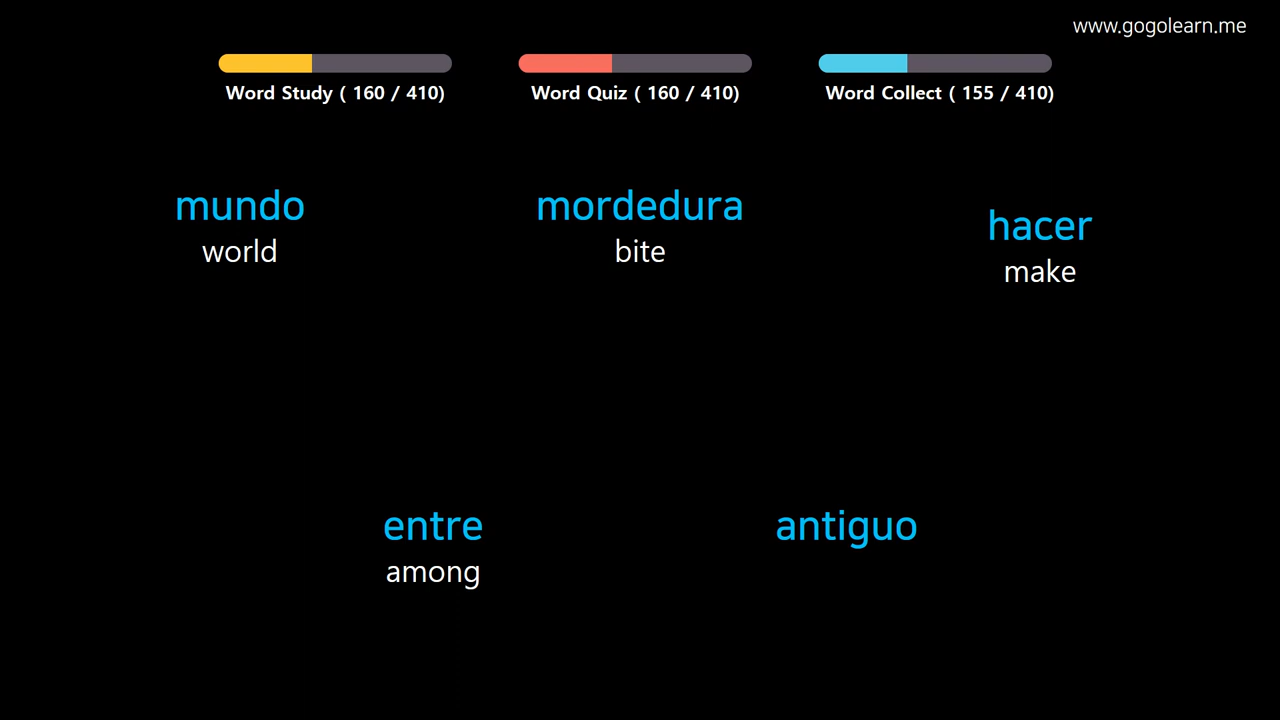 www.gogolearn.me
Word Study ( 160 / 410)
Word Quiz ( 160 / 410)
Word Collect ( 155 / 410)
mundo
world
mordedura
bite
hacer
make
entre
among
antiguo